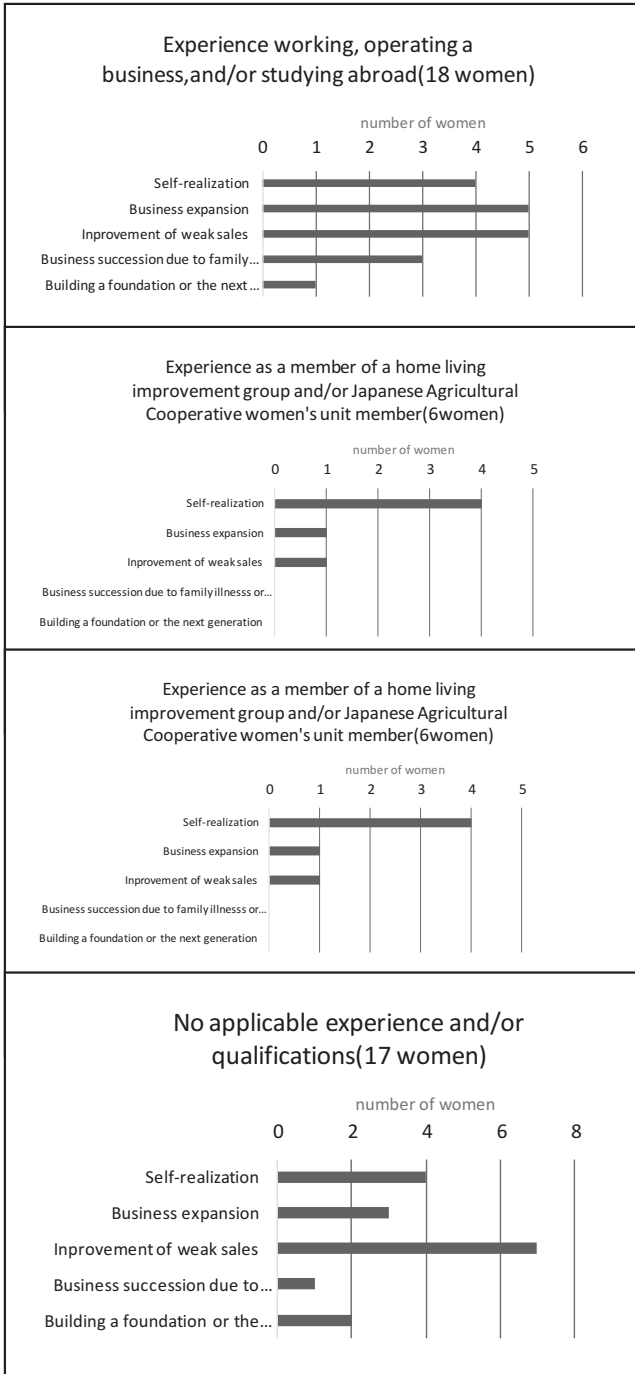 Experience working, operating a
business,and/or studying abroad(18 women)
number of women
0 1 2 3 4 5 6
Self-realization
Business expansion
Inprovement of weak sales
Business succession due to family…
Building a foundation or the next…
Experience as a member of a home living
improvement group and/or Japanese Agricultural
Cooperative women's unit member(6women)
number of women
0 1 2 3 4 5
Self-realization
Business expansion
Inprovement of weak sales
Business succession due to family illnesss or…
Building a foundation or the next generation
Experience as a member of a home living
improvement group and/or Japanese Agricultural
Cooperative women's unit member(6women)
number of women
0 1 2 3 4 5
Self-realization
Business expansion
Inprovement of weak sales
Business succession due to family illnesss or…
Building a foundation or the next generation
No applicable experience and/or
qualifications(17 women)
number of women
0 2 4 6 8
Self-realization
Business expansion
Inprovement of weak sales
Business succession due to…
Building a foundation or the…